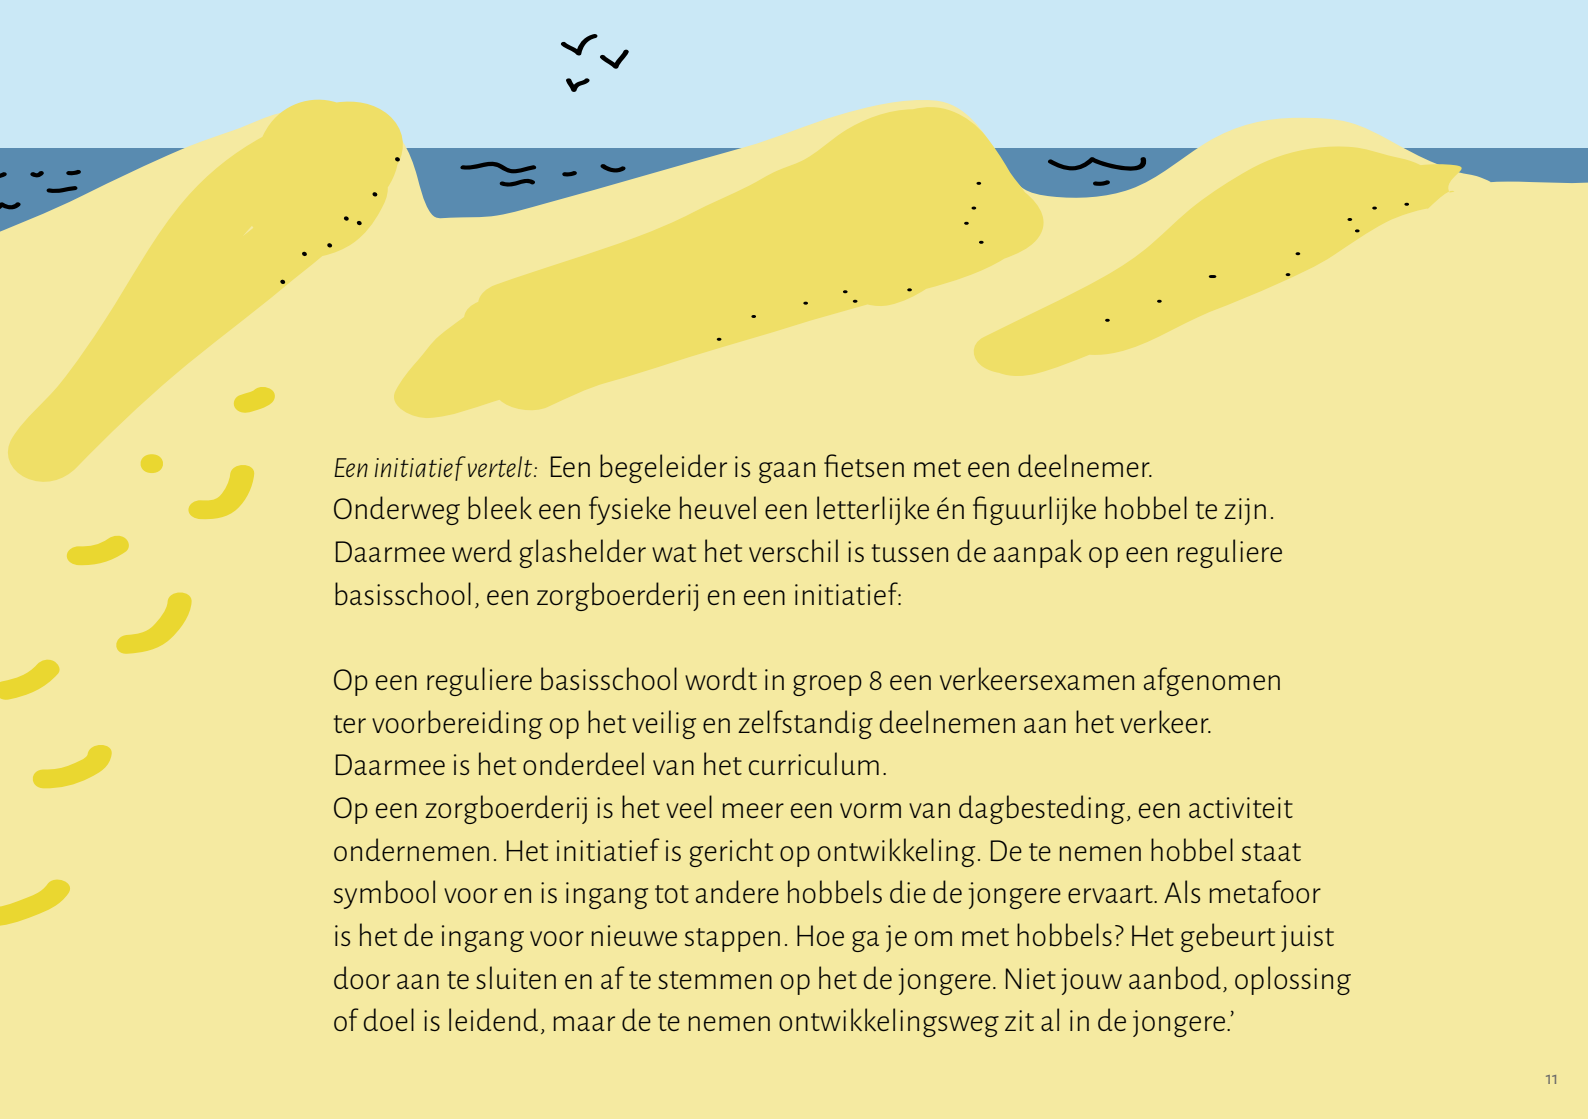 Een initiatief vertelt: Een begeleider is gaan fietsen met een deelnemer.
Onderweg bleek een fysieke heuvel een letterlijke én figuurlijke hobbel te zijn.
Daarmee werd glashelder wat het verschil is tussen de aanpak op een reguliere
basisschool, een zorgboerderij en een initiatief:
Op een reguliere basisschool wordt in groep 8 een verkeersexamen afgenomen
ter voorbereiding op het veilig en zelfstandig deelnemen aan het verkeer.
Daarmee is het onderdeel van het curriculum.
Op een zorgboerderij is het veel meer een vorm van dagbesteding, een activiteit
ondernemen. Het initiatief is gericht op ontwikkeling. De te nemen hobbel staat
symbool voor en is ingang tot andere hobbels die de jongere ervaart. Als metafoor
is het de ingang voor nieuwe stappen. Hoe ga je om met hobbels? Het gebeurt juist
door aan te sluiten en af te stemmen op het de jongere. Niet jouw aanbod, oplossing
of doel is leidend, maar de te nemen ontwikkelingsweg zit al in de jongere.’
11